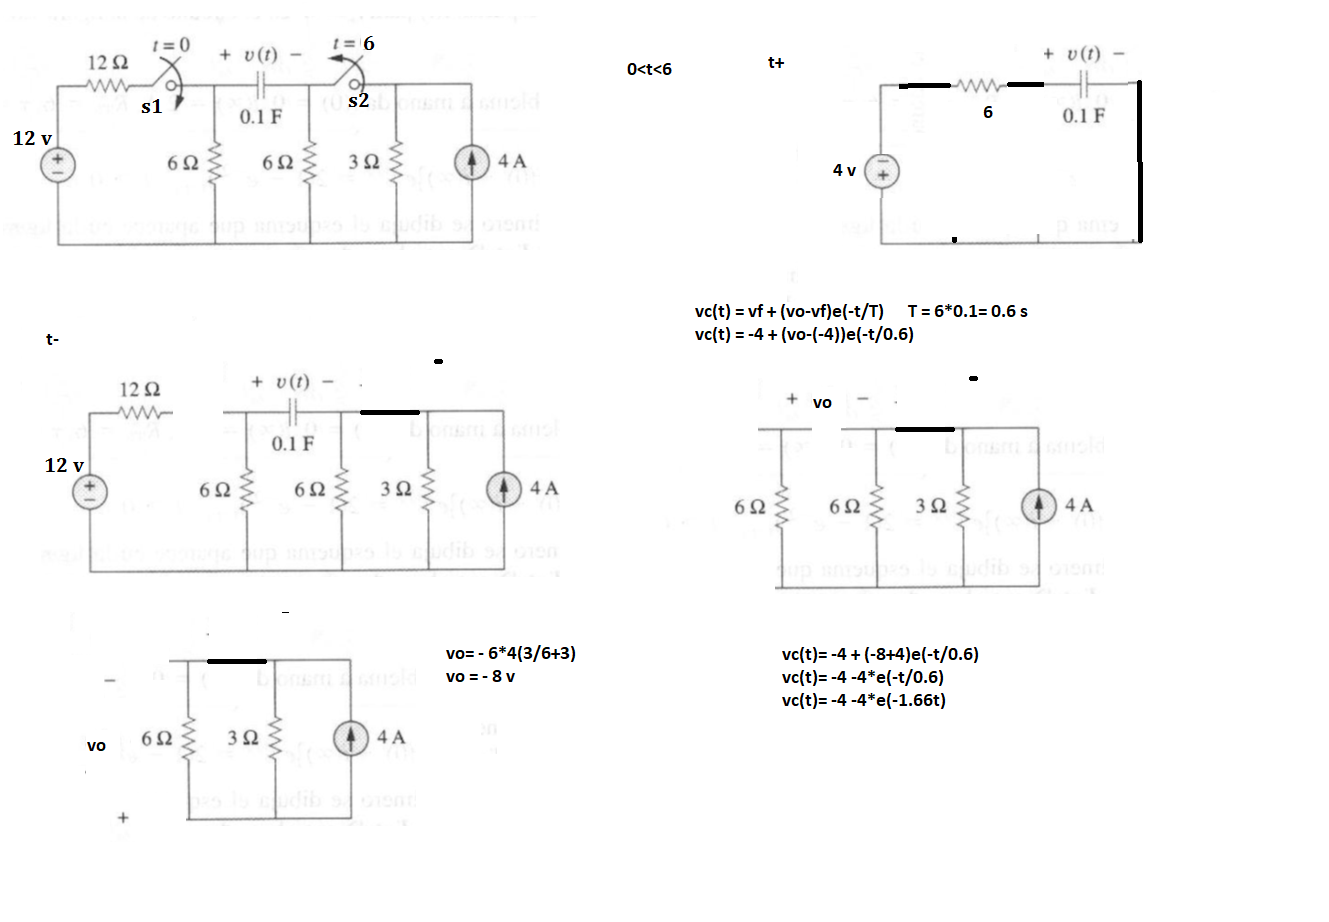 t = 0
+ v(t) −
t = 6
12 Ω
s1
s2
0.1 F
12 v
6 Ω
6 Ω
3 Ω
4 A
0<t<6
t+
+ v(t) −
6
0.1 F
4 v
vc(t) = vf + (vo-vf)e(-t/T) T = 6*0.1= 0.6 s
vc(t) = -4 + (vo-(-4))e(-t/0.6)
t-
12 Ω
+ v(t) −
0.1 F
12 v
6 Ω
6 Ω
3 Ω
4 A
+ vo −
6 Ω
6 Ω
3 Ω
4 A
vo= - 6*4(3/6+3)
vo = - 8 v
−
vo
+
6 Ω
3 Ω
4 A
vc(t)= -4 + (-8+4)e(-t/0.6)
vc(t)= -4 -4*e(-t/0.6)
vc(t)= -4 -4*e(-1.66t)